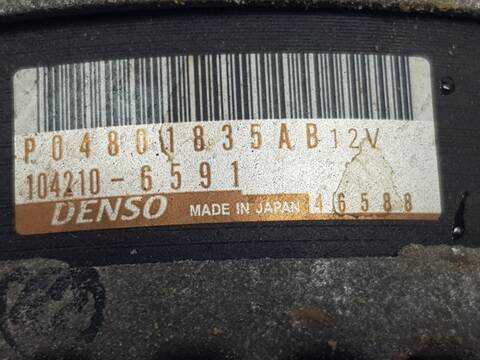 P04801835AB 12V
104210-6591
DENSO MADE IN JAPAN 46588